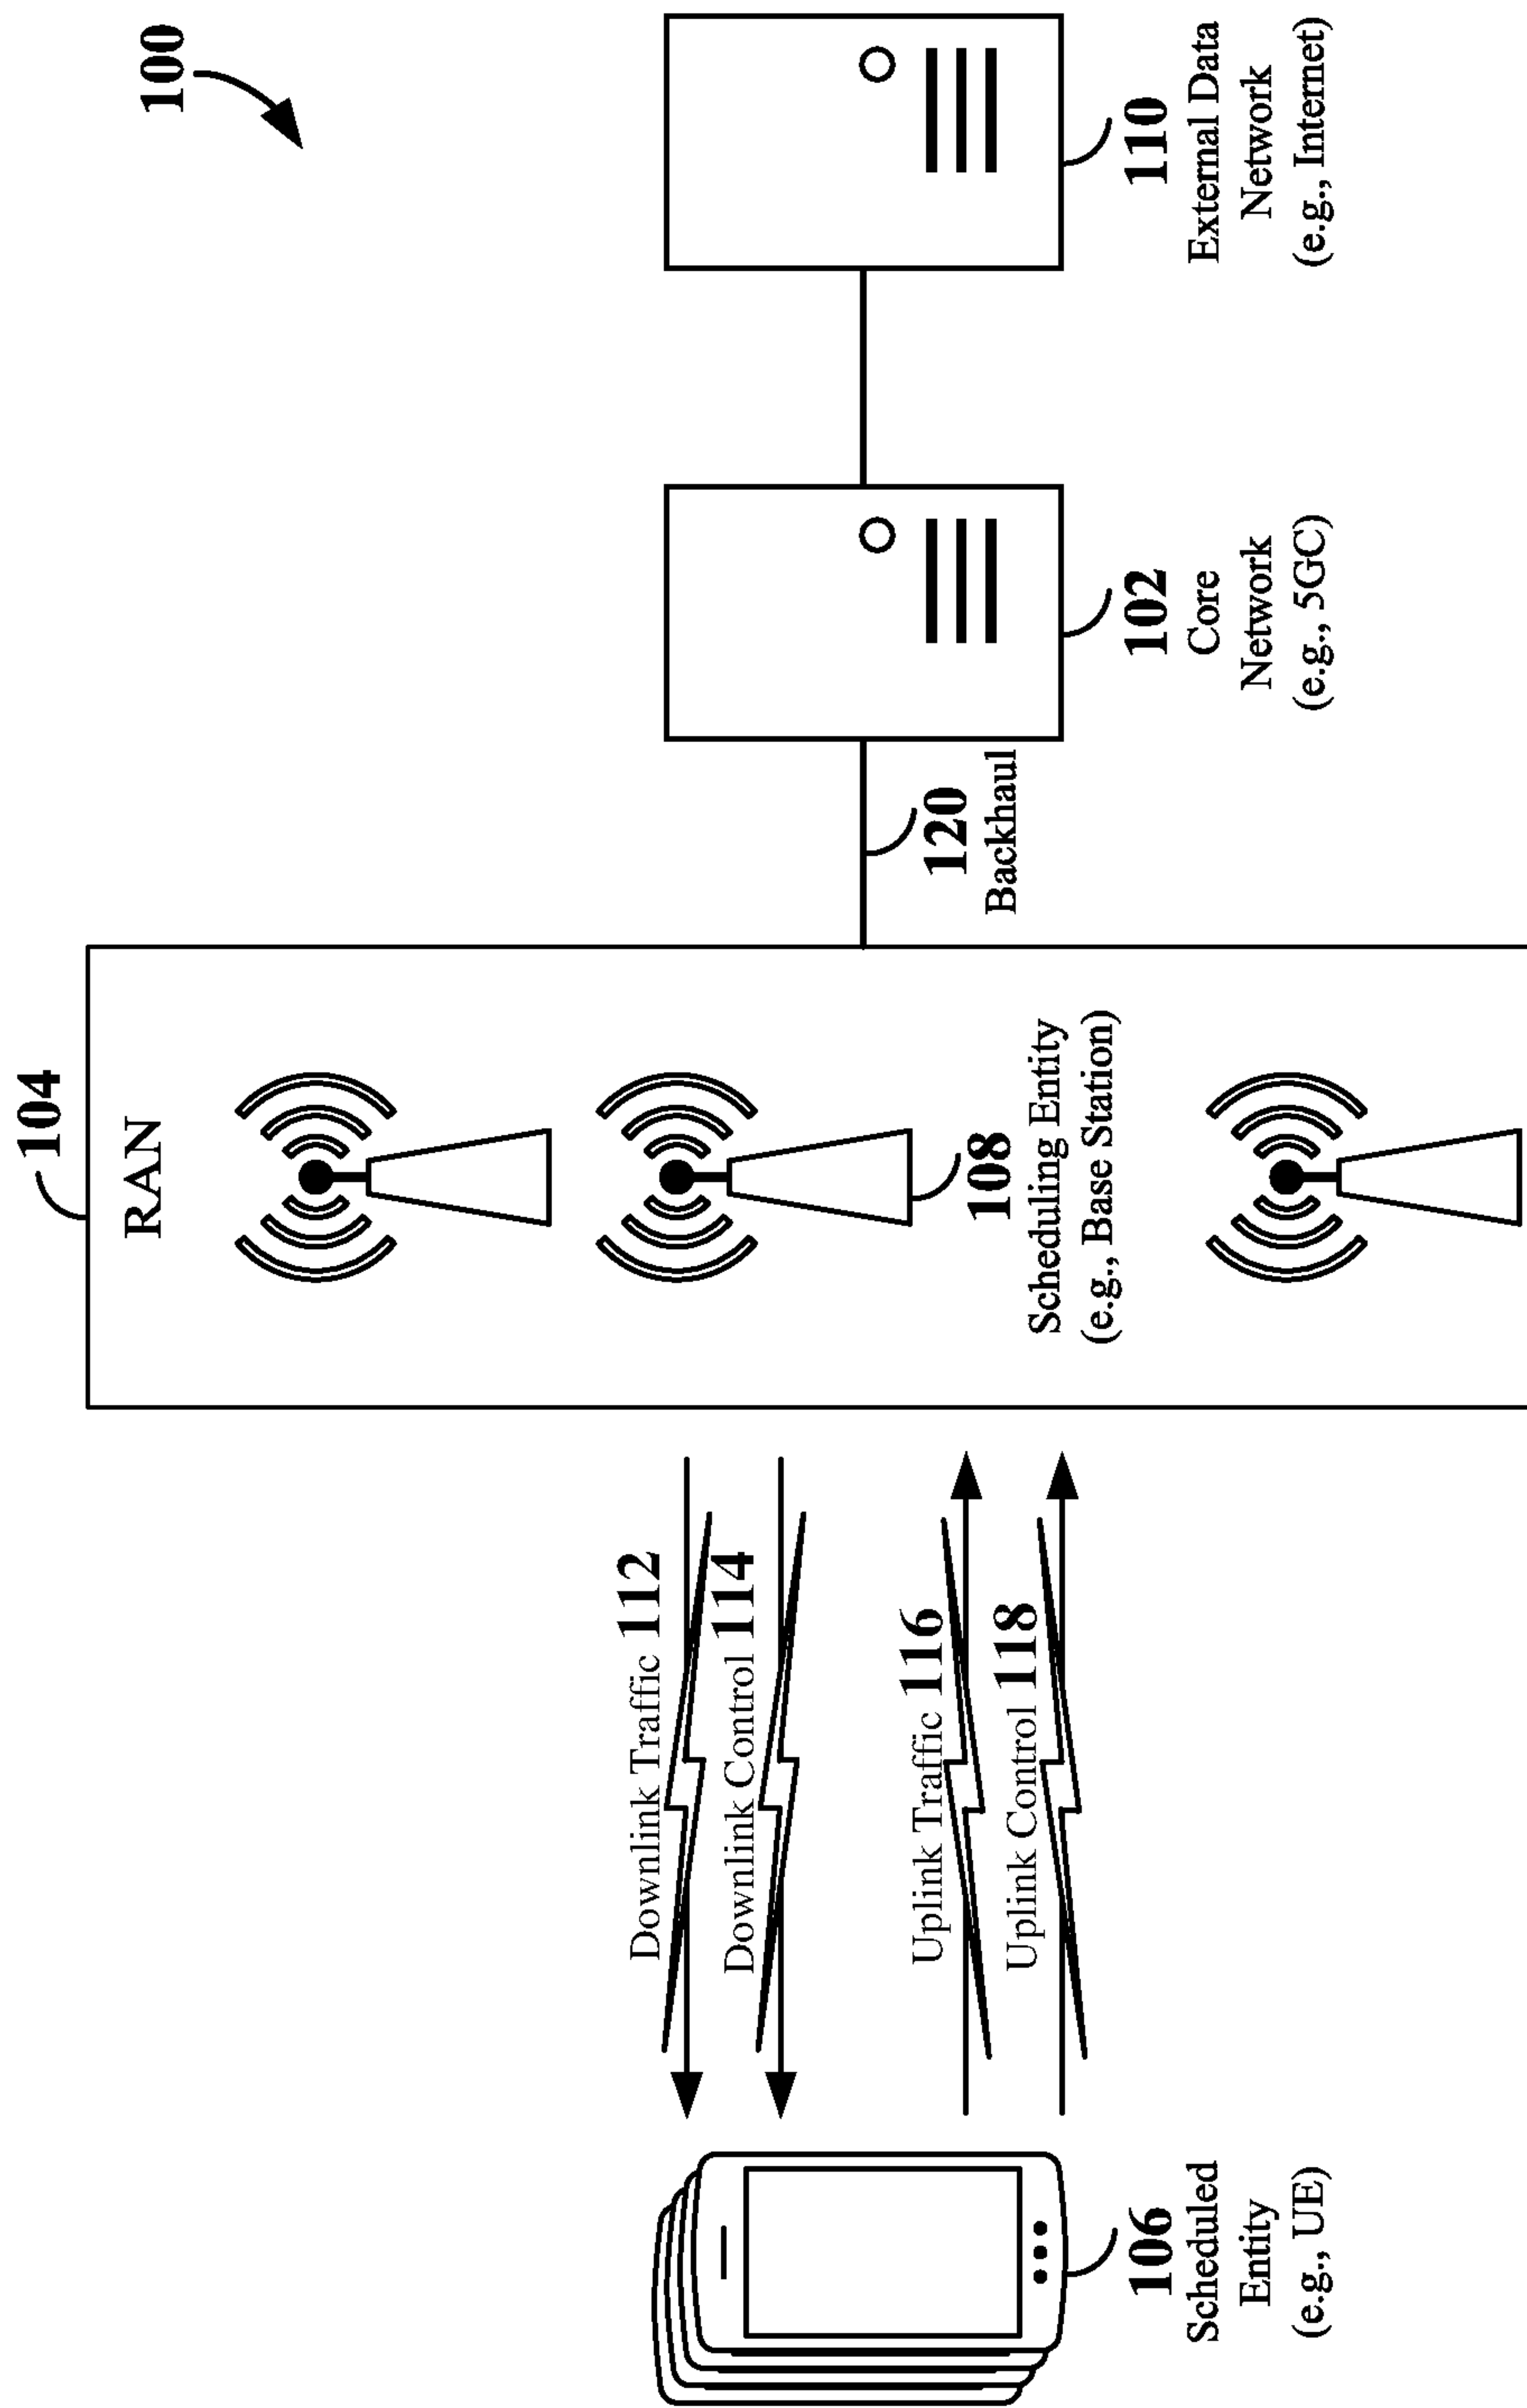 100
104
RAN
Downlink Traffic 112
Downlink Control 114
Uplink Traffic 116
Uplink Control 118
108
Scheduling Entity
(e.g., Base Station)
120
Backhaul
106
Scheduled
Entity
(e.g., UE)
102
Core
Network
(e.g., 5GC)
110
External Data
Network
(e.g., Internet)